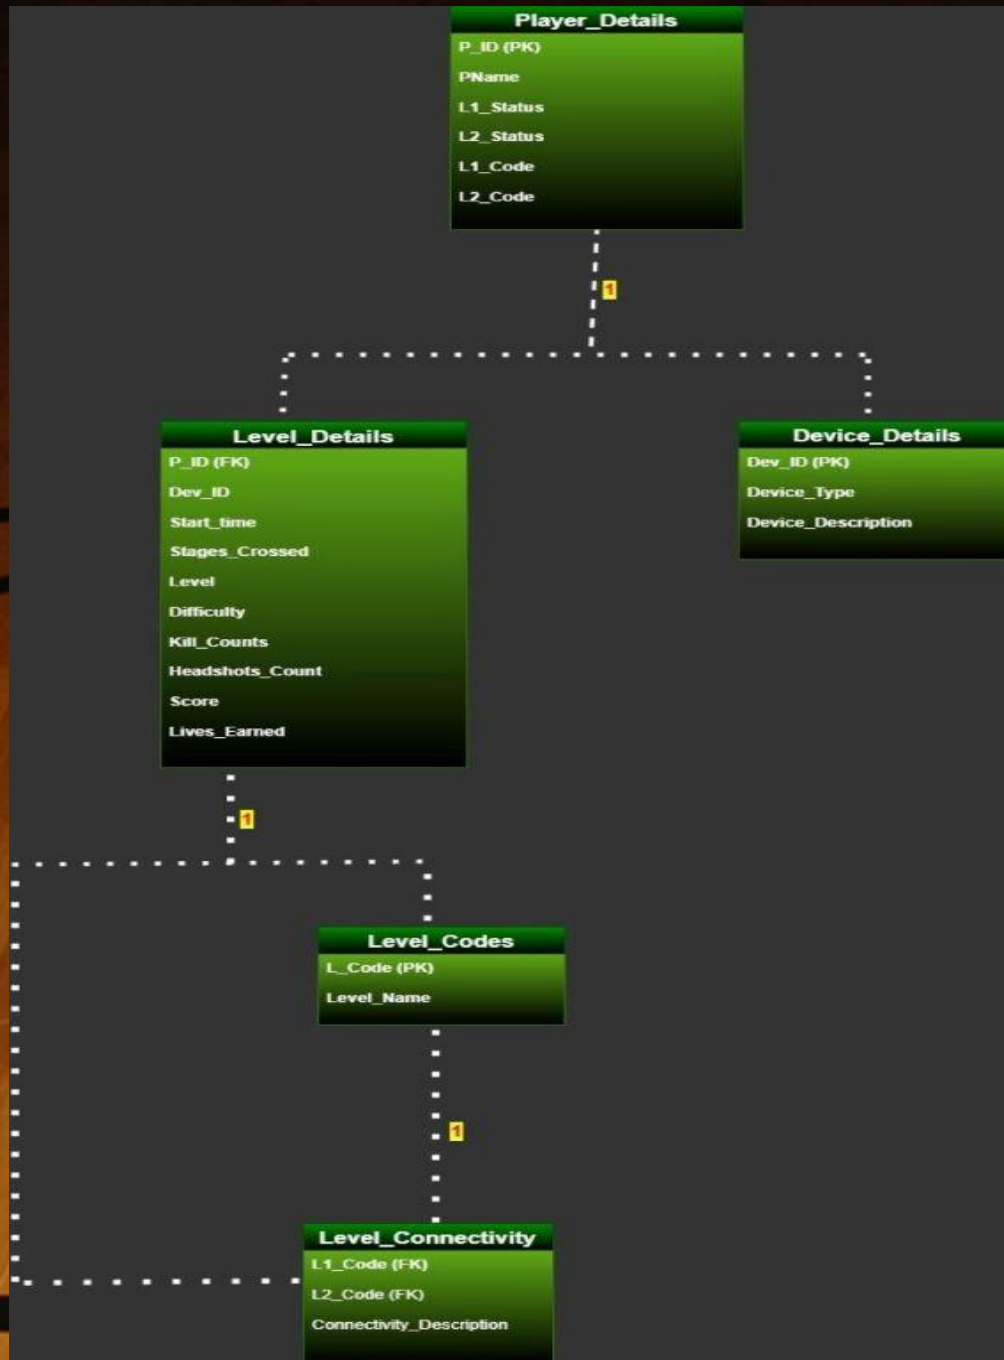 Player_Details
P_ID (PK)
PName
L1_Status
L2_Status
L1_Code
L2_Code
1
Level_Details
P_ID (FK)
Dev_ID
Start_time
Stages_Crossed
Level
Difficulty
Kill_Counts
Headshots_Count
Score
Lives_Earned
Device_Details
Dev_ID (PK)
Device_Type
Device_Description
1
Level_Codes
L_Code (PK)
Level_Name
1
Level_Connectivity
L1_Code (FK)
L2_Code (FK)
Connectivity_Description